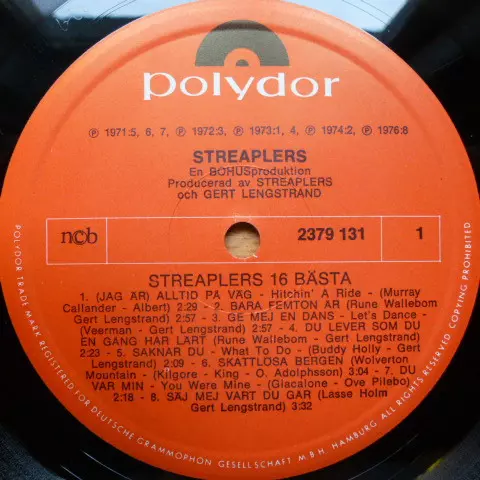 polydor
℗ 1971:5, 6, 7, ℗ 1972:3, ℗ 1973:1, 4, ℗ 1974:2, ℗ 1976:8
STREAPLERS
En BOHUSproduktion
Producerad av STREAPLERS
och GERT LENGSTRAND
ncb
2379 131
1
STREAPLERS 16 BÄSTA
1. (JAG ÄR) ALLTID PÅ VÄG - Hitchin' A Ride - (Murray
Callander - Albert) 2:29 - 2. BARA FEMTON ÅR (Rune Wallebom
Gert Lengstrand) 2:57 - 3. GE MEJ EN DANS - Let's Dance -
(Veerman - Gert Lengstrand) 2:57 - 4. DU LEVER SOM DU
EN GÅNG HAR LÄRT (Rune Wallebom - Gert Lengstrand)
2:23 - 5. SAKNAR DU - What To Do - (Buddy Holly - Gert
Lengstrand) 2:09 - 6. SKATTLÖSA BERGEN (Wolverton
Mountain - (Kilgore - King - O. Adolphsson) 3:04 - 7. DU
VAR MIN - You Were Mine - (Giacalone - Ove Pilebo)
2:18 - 8. SÄJ MEJ VART DU GÅR (Lasse Holm
Gert Lengstrand) 3:32
POLYDOR TRADE MARK REGISTERED FOR DEUTSCHE GRAMMOPHON GESELLSCHAFT M.B.H. HAMBURG ALL RIGHTS RESERVED COPYING PROHIBITED